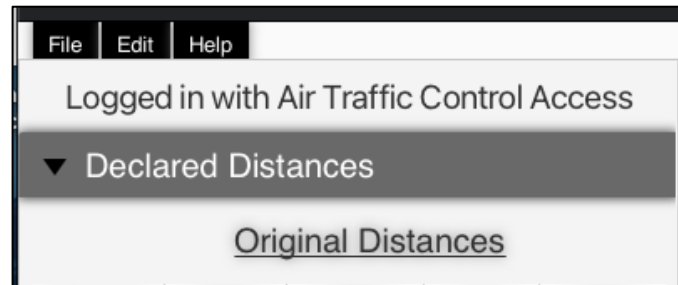 File Edit Help
Logged in with Air Traffic Control Access
Declared Distances
Original Distances